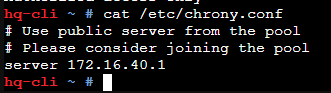 hq-cli ~ # cat /etc/chrony.conf
# Use public server from the pool
# Please consider joining the pool
server 172.16.40.1
hq-cli ~ #